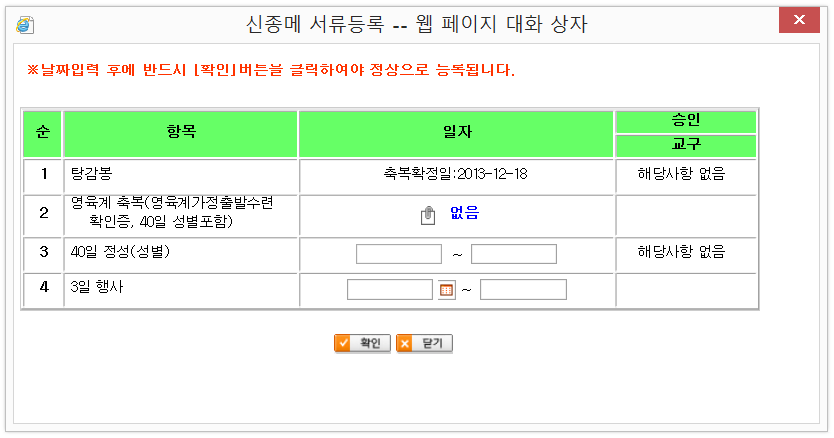 신종메 서류등록 -- 웹 페이지 대화 상자
※날짜입력 후에 반드시 [확인]버튼을 클릭하여야 정상으로 등록됩니다.
순 항목 일자 승인
교구
1 탕감봉 축복확정일:2013-12-18 해당사항 없음
2 영육계 축복(영육계가정출발수련
확인증, 40일 성별포함) 없음
3 40일 정성(성별) ~ 해당사항 없음
4 3일 행사 ~
확인 닫기